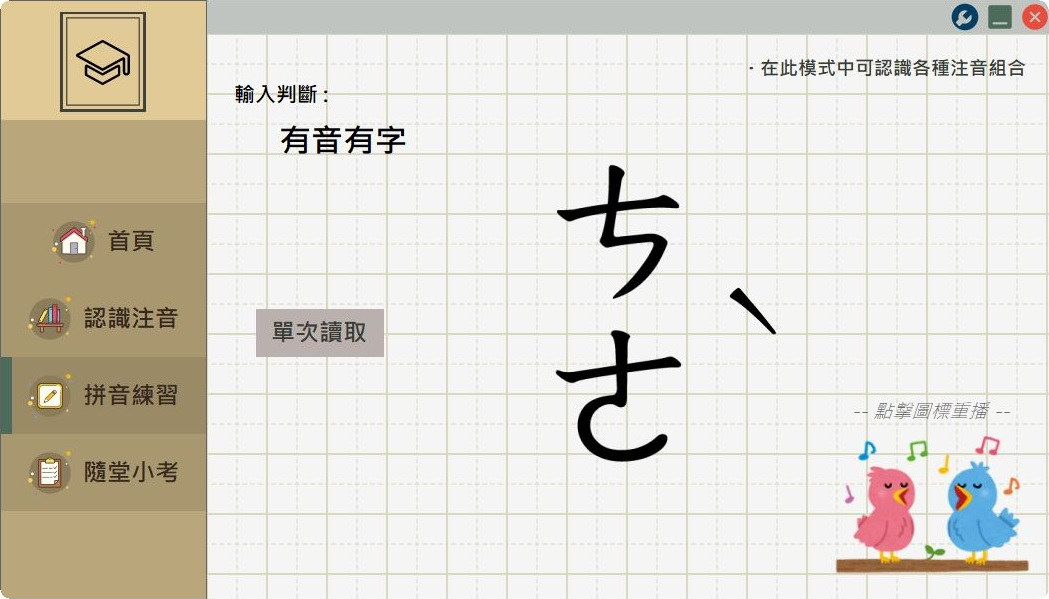 - 在此模式中可認識各種注音組合
輸入判斷 :
有音有字
ㄘㄜˋ
首頁
認識注音
拼音練習
隨堂小考
單次讀取
-- 點擊圖標重播 --